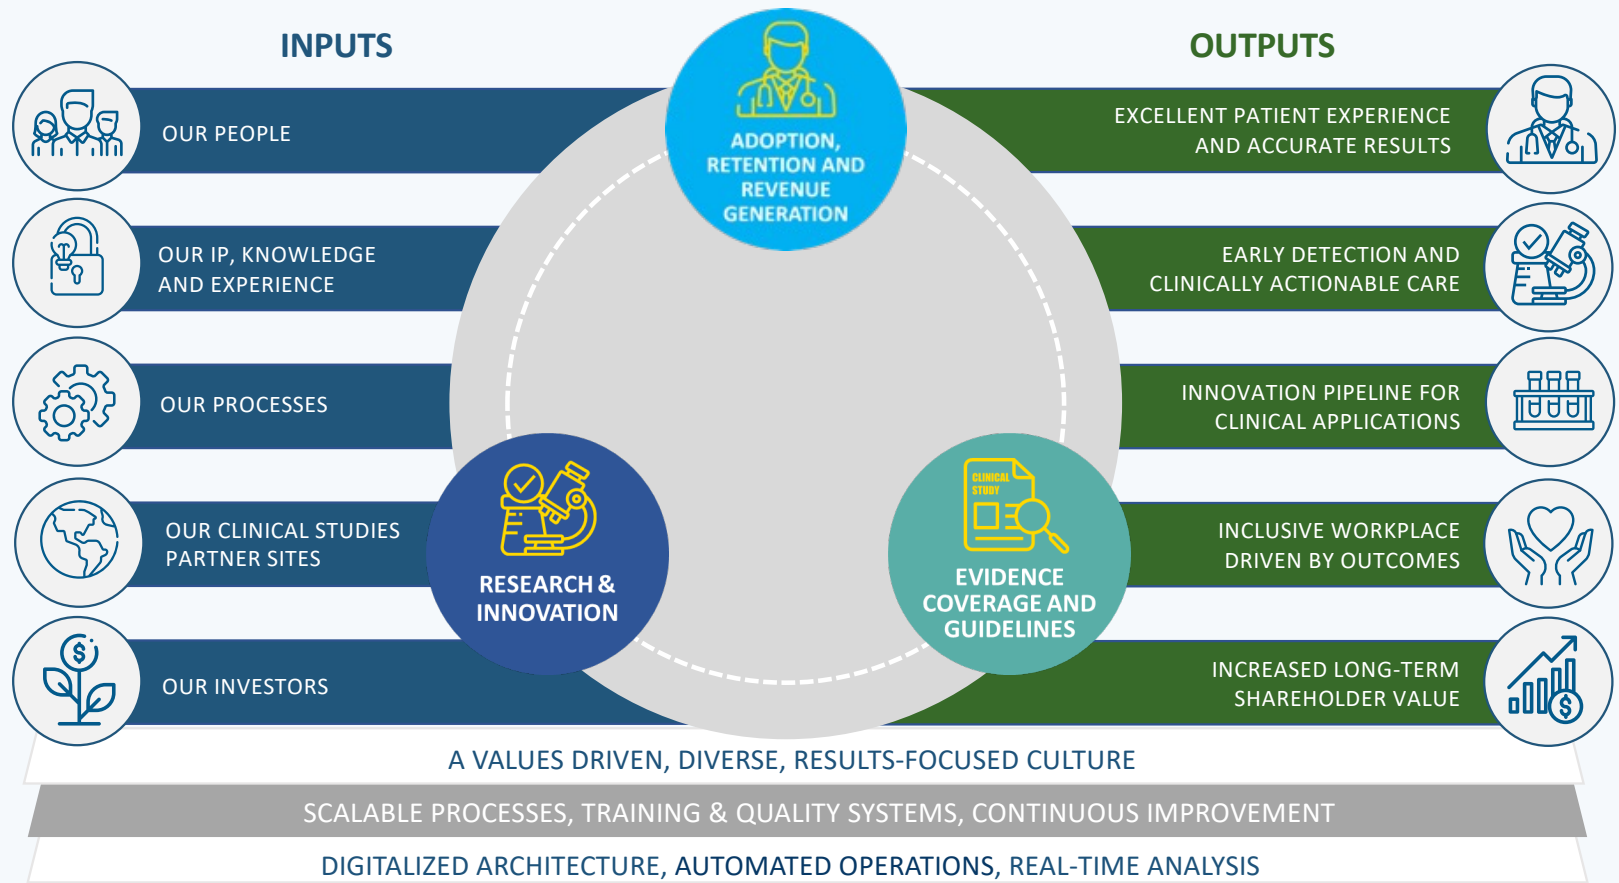 INPUTS
OUR PEOPLE
OUR IP, KNOWLEDGE
AND EXPERIENCE
OUR PROCESSES
OUR CLINICAL STUDIES
PARTNER SITES
$
OUR INVESTORS
ADOPTION,
RETENTION AND
REVENUE
GENERATION
RESEARCH &
INNOVATION
CLINICAL
STUDY
EVIDENCE
COVERAGE AND
GUIDELINES
OUTPUTS
EXCELLENT PATIENT EXPERIENCE
AND ACCURATE RESULTS
EARLY DETECTION AND
CLINICALLY ACTIONABLE CARE
INNOVATION PIPELINE FOR
CLINICAL APPLICATIONS
INCLUSIVE WORKPLACE
DRIVEN BY OUTCOMES
INCREASED LONG-TERM
SHAREHOLDER VALUE
$
A VALUES DRIVEN, DIVERSE, RESULTS-FOCUSED CULTURE
SCALABLE PROCESSES, TRAINING & QUALITY SYSTEMS, CONTINUOUS IMPROVEMENT
DIGITALIZED ARCHITECTURE, AUTOMATED OPERATIONS, REAL-TIME ANALYSIS